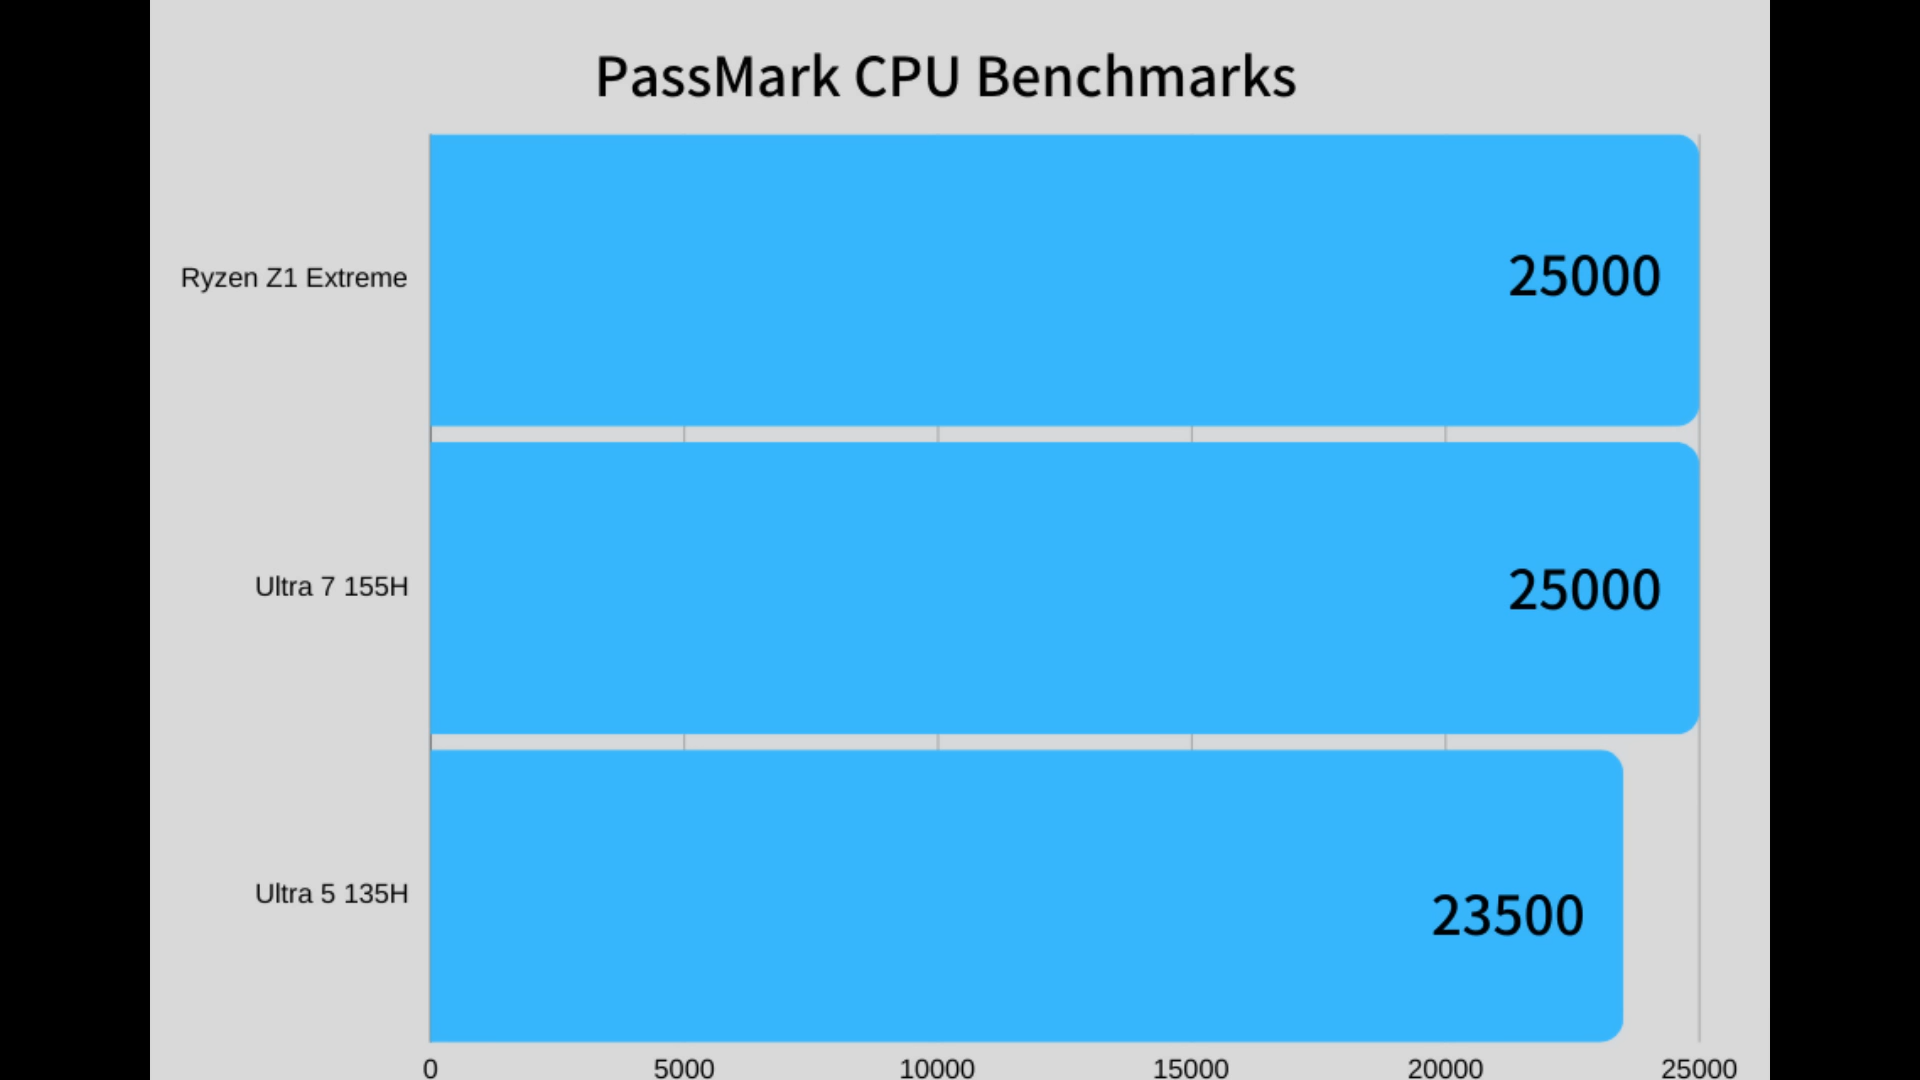 PassMark CPU Benchmarks
Ryzen Z1 Extreme
25000
Ultra 7 155H
25000
Ultra 5 135H
23500
0 5000 10000 15000 20000 25000